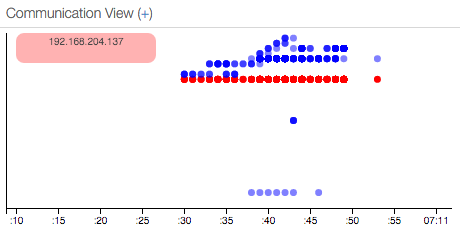 Communication View (+)
192.168.204.137
:10 :15 :20 :25 :30 :35 :40 :45 :50 :55 07:11